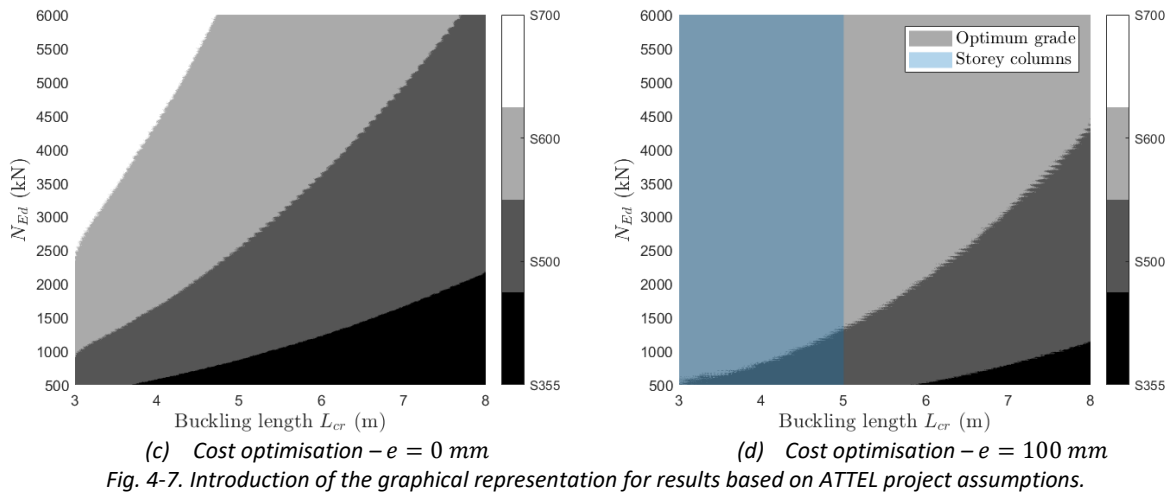 6000
5500
5000
4500
4000
3500
3000
2500
2000
1500
1000
500
N_Ed (kN)
3 4 5 6 7 8
Buckling length L_cr (m)
S700
S600
S500
S355
6000
5500
5000
4500
4000
3500
3000
2500
2000
1500
1000
500
N_Ed (kN)
Optimum grade
Storey columns
3 4 5 6 7 8
Buckling length L_cr (m)
S700
S600
S500
S355
(c) Cost optimisation – e = 0 mm
(d) Cost optimisation – e = 100 mm
Fig. 4-7. Introduction of the graphical representation for results based on ATTEL project assumptions.